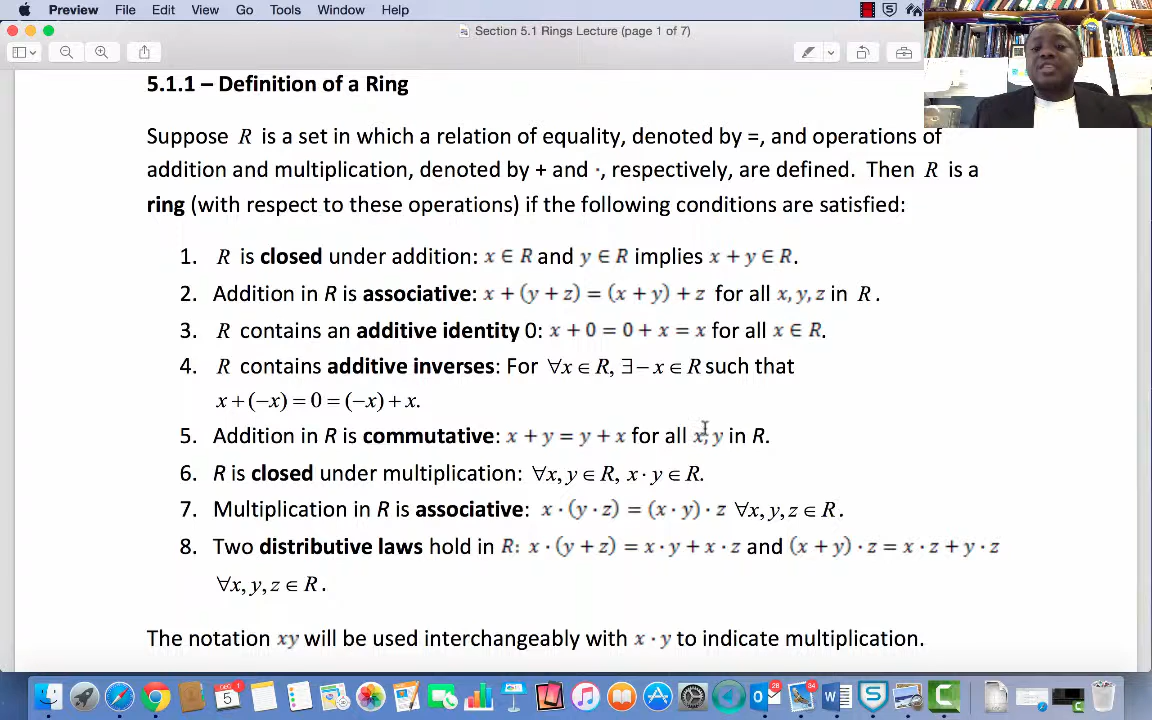 Preview File Edit View Go Tools Window Help
Section 5.1 Rings Lecture (page 1 of 7)
5.1.1 – Definition of a Ring
Suppose R is a set in which a relation of equality, denoted by =, and operations of
addition and multiplication, denoted by + and ·, respectively, are defined. Then R is a
ring (with respect to these operations) if the following conditions are satisfied:
1. R is closed under addition: x ∈ R and y ∈ R implies x + y ∈ R.
2. Addition in R is associative: x + (y + z) = (x + y) + z for all x, y, z in R .
3. R contains an additive identity 0: x + 0 = 0 + x = x for all x ∈ R.
4. R contains additive inverses: For ∀x ∈ R, ∃ − x ∈ R such that
x + (−x) = 0 = (−x) + x.
5. Addition in R is commutative: x + y = y + x for all x, y in R.
6. R is closed under multiplication: ∀x, y ∈ R, x · y ∈ R.
7. Multiplication in R is associative: x · (y · z) = (x · y) · z ∀x, y, z ∈ R.
8. Two distributive laws hold in R: x · (y + z) = x · y + x · z and (x + y) · z = x · z + y · z
∀x, y, z ∈ R.
The notation xy will be used interchangeably with x · y to indicate multiplication.